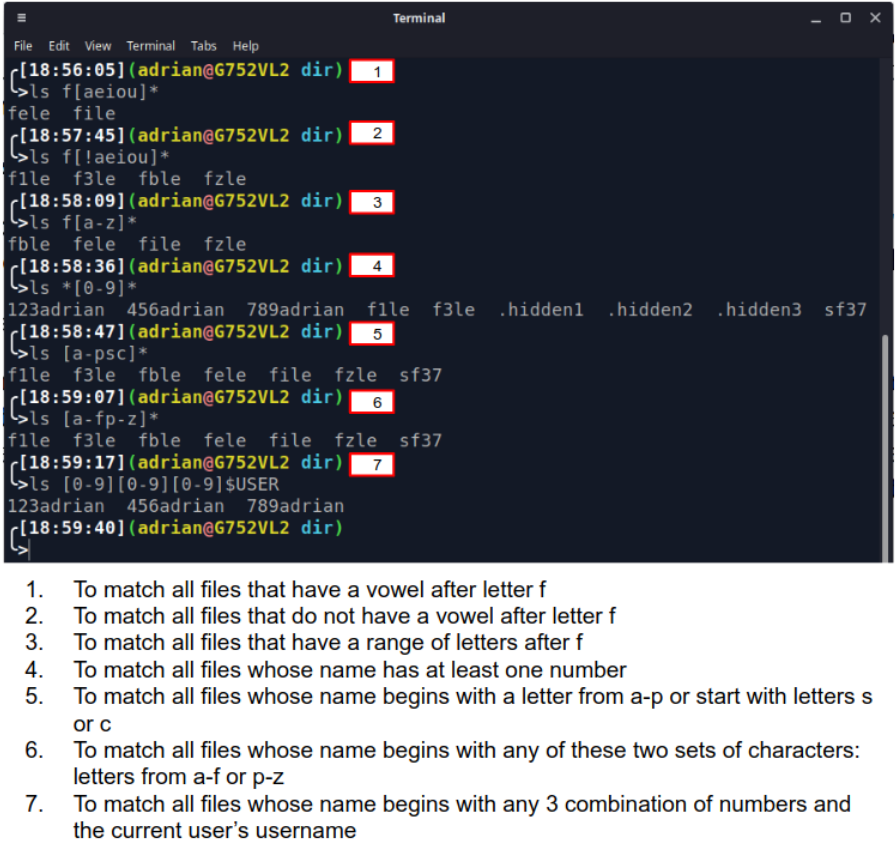 Terminal
File Edit View Terminal Tabs Help
[18:56:05](adrian@G752VL2 dir) 1
>ls f[aeiou]*
fele file
[18:57:45](adrian@G752VL2 dir) 2
>ls f[!aeiou]*
f1le f3le fble fzle
[18:58:09](adrian@G752VL2 dir) 3
>ls f[a-z]*
fble fele file fzle
[18:58:36](adrian@G752VL2 dir) 4
>ls *[0-9]*
123adrian 456adrian 789adrian f1le f3le .hidden1 .hidden2 .hidden3 sf37
[18:58:47](adrian@G752VL2 dir) 5
>ls [a-psc]*
f1le f3le fble fele file fzle sf37
[18:59:07](adrian@G752VL2 dir) 6
>ls [a-fp-z]*
f1le f3le fble fele file fzle sf37
[18:59:17](adrian@G752VL2 dir) 7
>ls [0-9][0-9][0-9]$USER
123adrian 456adrian 789adrian
[18:59:40](adrian@G752VL2 dir)
>
1. To match all files that have a vowel after letter f
2. To match all files that do not have a vowel after letter f
3. To match all files that have a range of letters after f
4. To match all files whose name has at least one number
5. To match all files whose name begins with a letter from a-p or start with letters s
or c
6. To match all files whose name begins with any of these two sets of characters:
letters from a-f or p-z
7. To match all files whose name begins with any 3 combination of numbers and
the current user's username